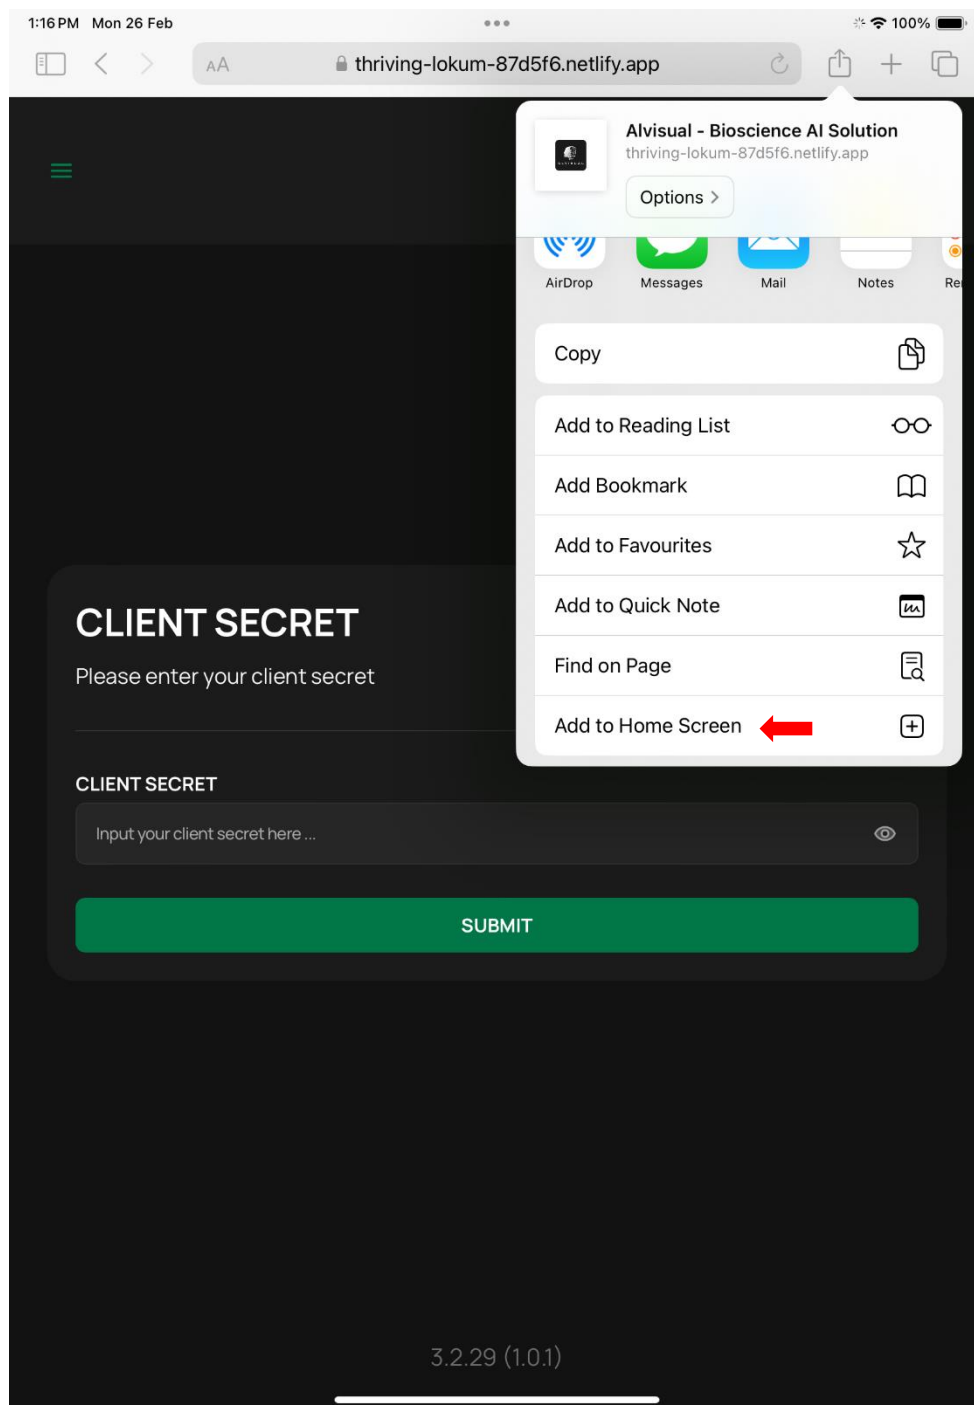 1:16 PM Mon 26 Feb
100%
AA
thriving-lokum-87d5f6.netlify.app
Alvisual - Bioscience AI Solution
thriving-lokum-87d5f6.netlify.app
Options
AirDrop
Messages
Mail
Notes
Re
Copy
Add to Reading List
Add Bookmark
Add to Favourites
Add to Quick Note
Find on Page
Add to Home Screen
CLIENT SECRET
Please enter your client secret
CLIENT SECRET
Input your client secret here ...
SUBMIT
3.2.29 (1.0.1)